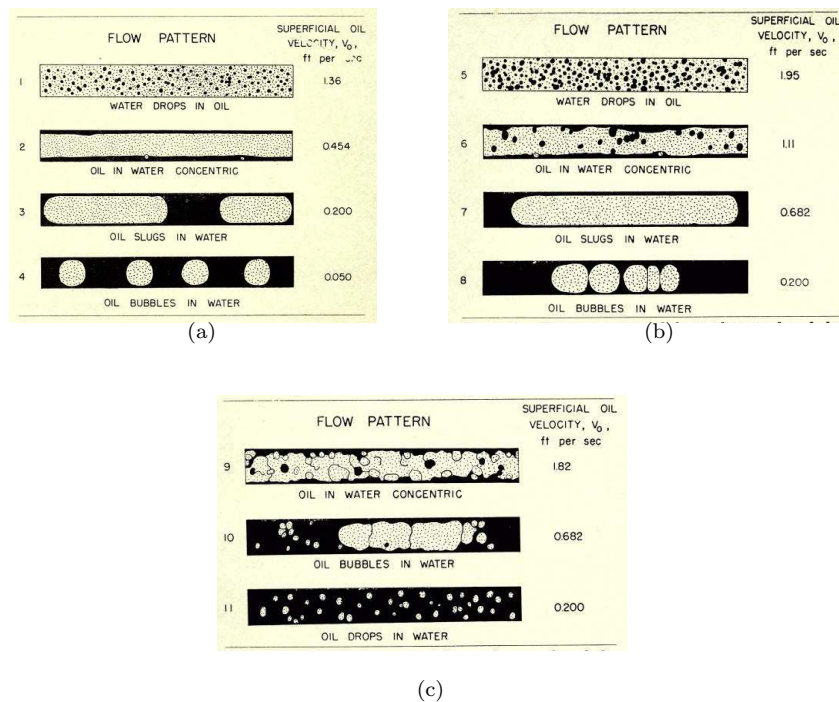 FLOW PATTERN
SUPERFICIAL OIL
VELOCITY, Vo,
ft per sec
1 1.36
WATER DROPS IN OIL
2 0.454
OIL IN WATER CONCENTRIC
3 0.200
OIL SLUGS IN WATER
4 0.050
OIL BUBBLES IN WATER
(a)
FLOW PATTERN
SUPERFICIAL OIL
VELOCITY, Vo,
ft per sec
5 1.95
WATER DROPS IN OIL
6 1.11
OIL IN WATER CONCENTRIC
7 0.682
OIL SLUGS IN WATER
8 0.200
OIL BUBBLES IN WATER
(b)
FLOW PATTERN
SUPERFICIAL OIL
VELOCITY, Vo,
ft per sec
9 1.82
OIL IN WATER CONCENTRIC
10 0.682
OIL BUBBLES IN WATER
11 0.200
OIL DROPS IN WATER
(c)